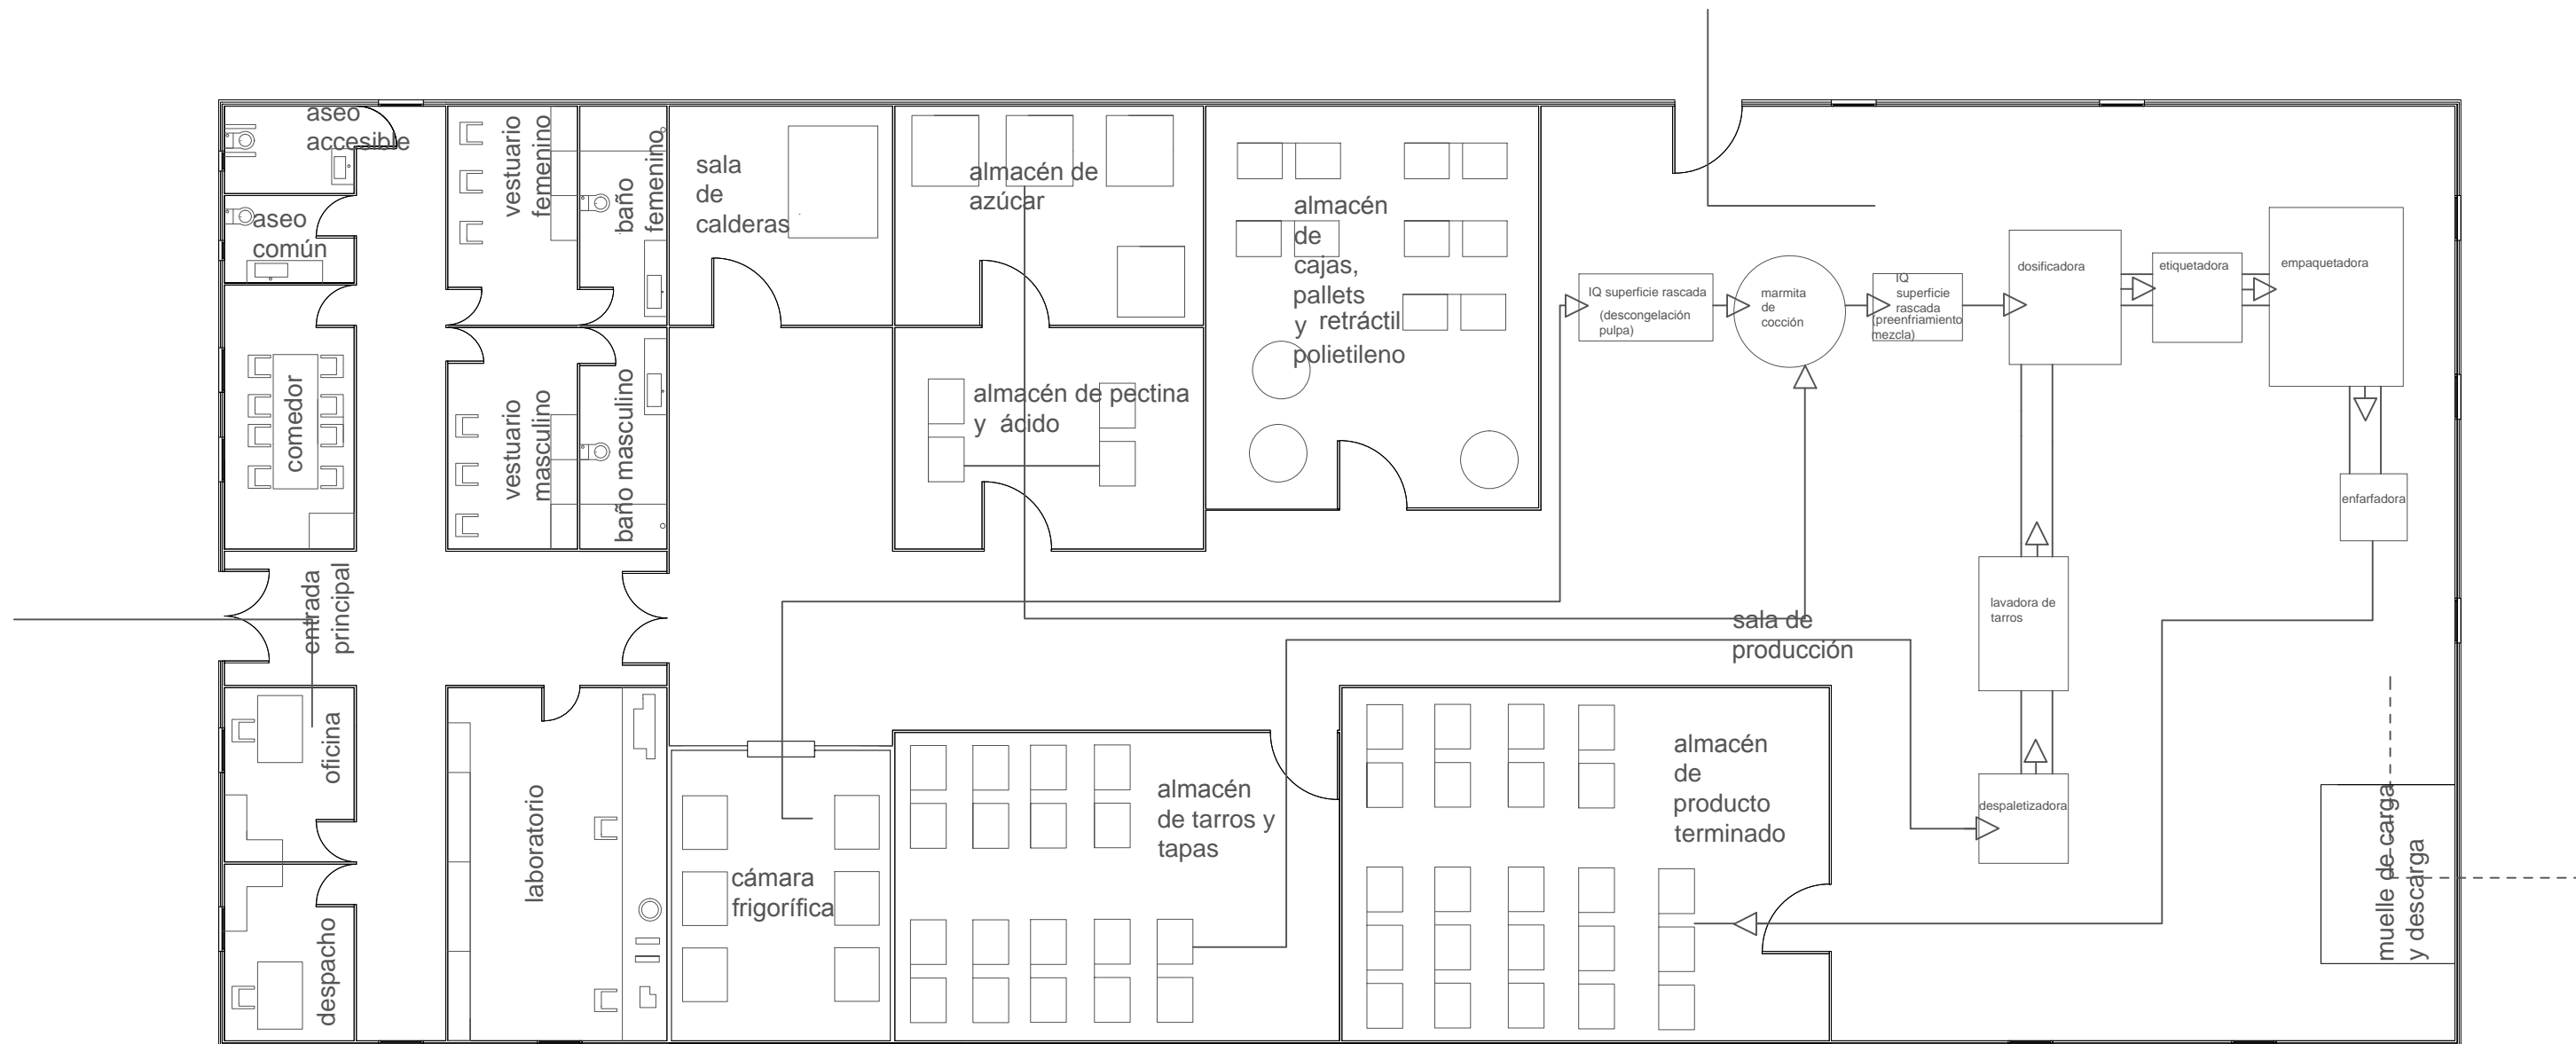 aseo
accesible
aseo
común
comedor
entrada
principal
oficina
despacho
vestuario
femenino
baño
femenino
vestuario
masculino
baño masculino
laboratorio
sala
de
calderas
almacén de
azúcar
almacén de pectina
y ácido
almacén
de
cajas,
pallets
y retráctil
polietileno
cámara
frigorífica
almacén
de tarros y
tapas
almacén
de
producto
terminado
sala de
producción
IQ superficie rascada
(descongelación
pulpa)
marmita
de
cocción
IQ
superficie
rascada
(preenfriamiento
mezcla)
dosificadora
etiquetadora
empaquetadora
enfarfadora
lavadora de
tarros
despaletizadora
muelle de carga
y descarga